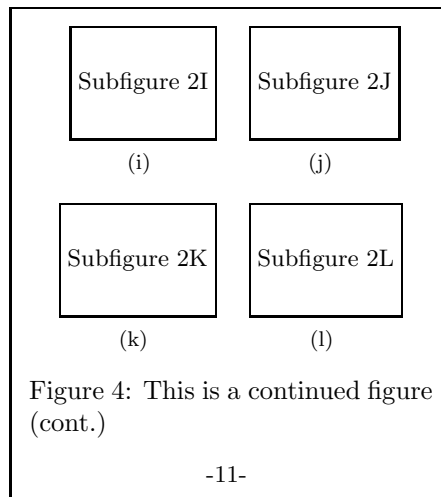 Subfigure 2I Subfigure 2J
(i) (j)
Subfigure 2K Subfigure 2L
(k) (l)
Figure 4: This is a continued figure
(cont.)
-11-